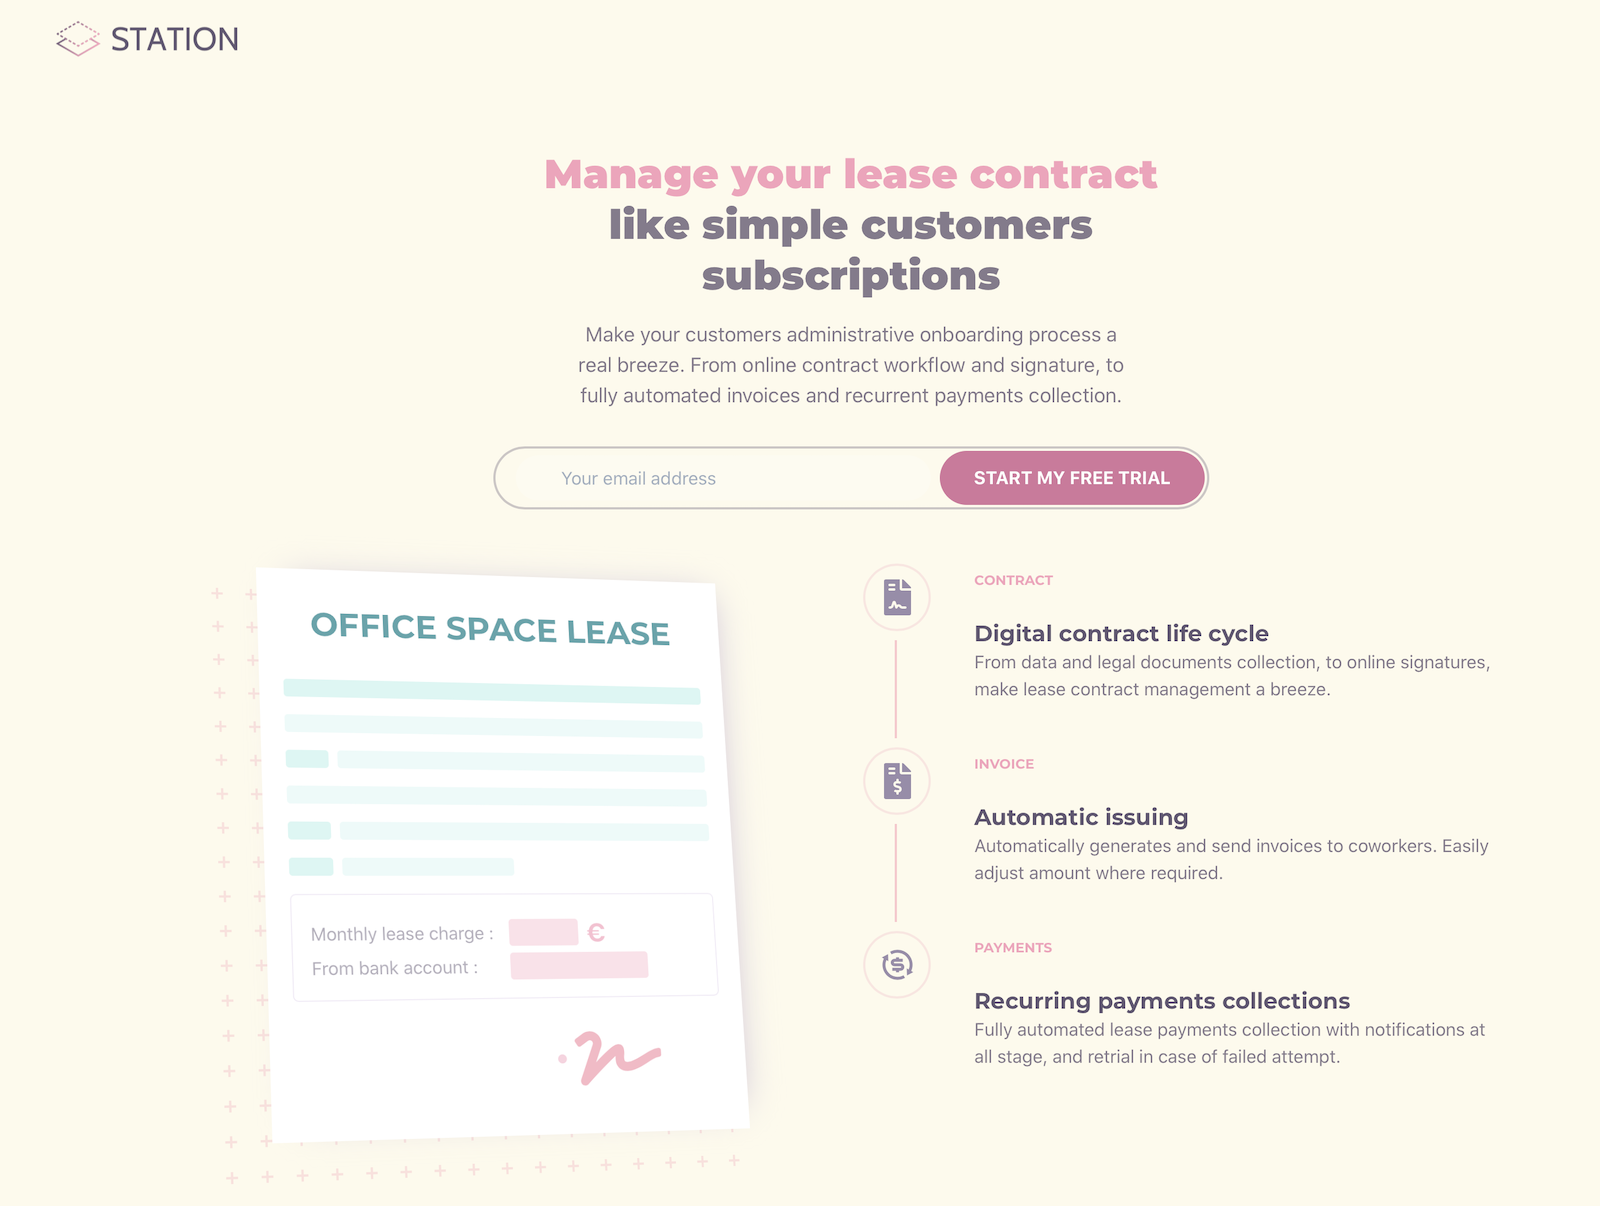 STATION
Manage your lease contract
like simple customers
subscriptions
Make your customers administrative onboarding process a
real breeze. From online contract workflow and signature, to
fully automated invoices and recurrent payments collection.
Your email address
START MY FREE TRIAL
OFFICE SPACE LEASE
Monthly lease charge :
€
From bank account :
CONTRACT
Digital contract life cycle
From data and legal documents collection, to online signatures,
make lease contract management a breeze.
INVOICE
Automatic issuing
Automatically generates and send invoices to coworkers. Easily
adjust amount where required.
PAYMENTS
Recurring payments collections
Fully automated lease payments collection with notifications at
all stage, and retrial in case of failed attempt.